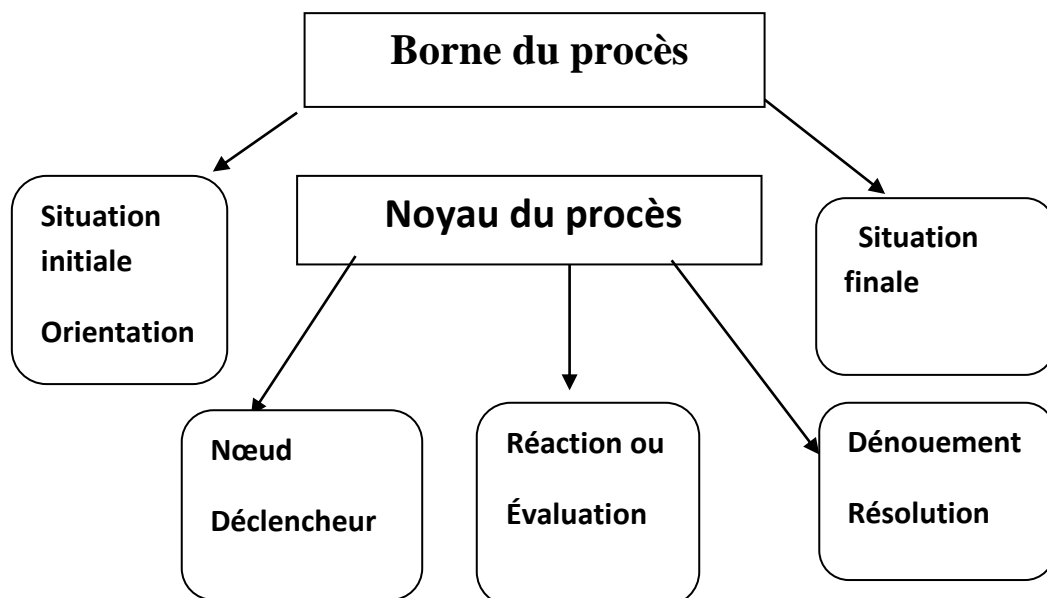 Borne du procès
Situation
initiale
Orientation
Noyau du procès
Situation
finale
Nœud
Déclencheur
Réaction ou
Évaluation
Dénouement
Résolution